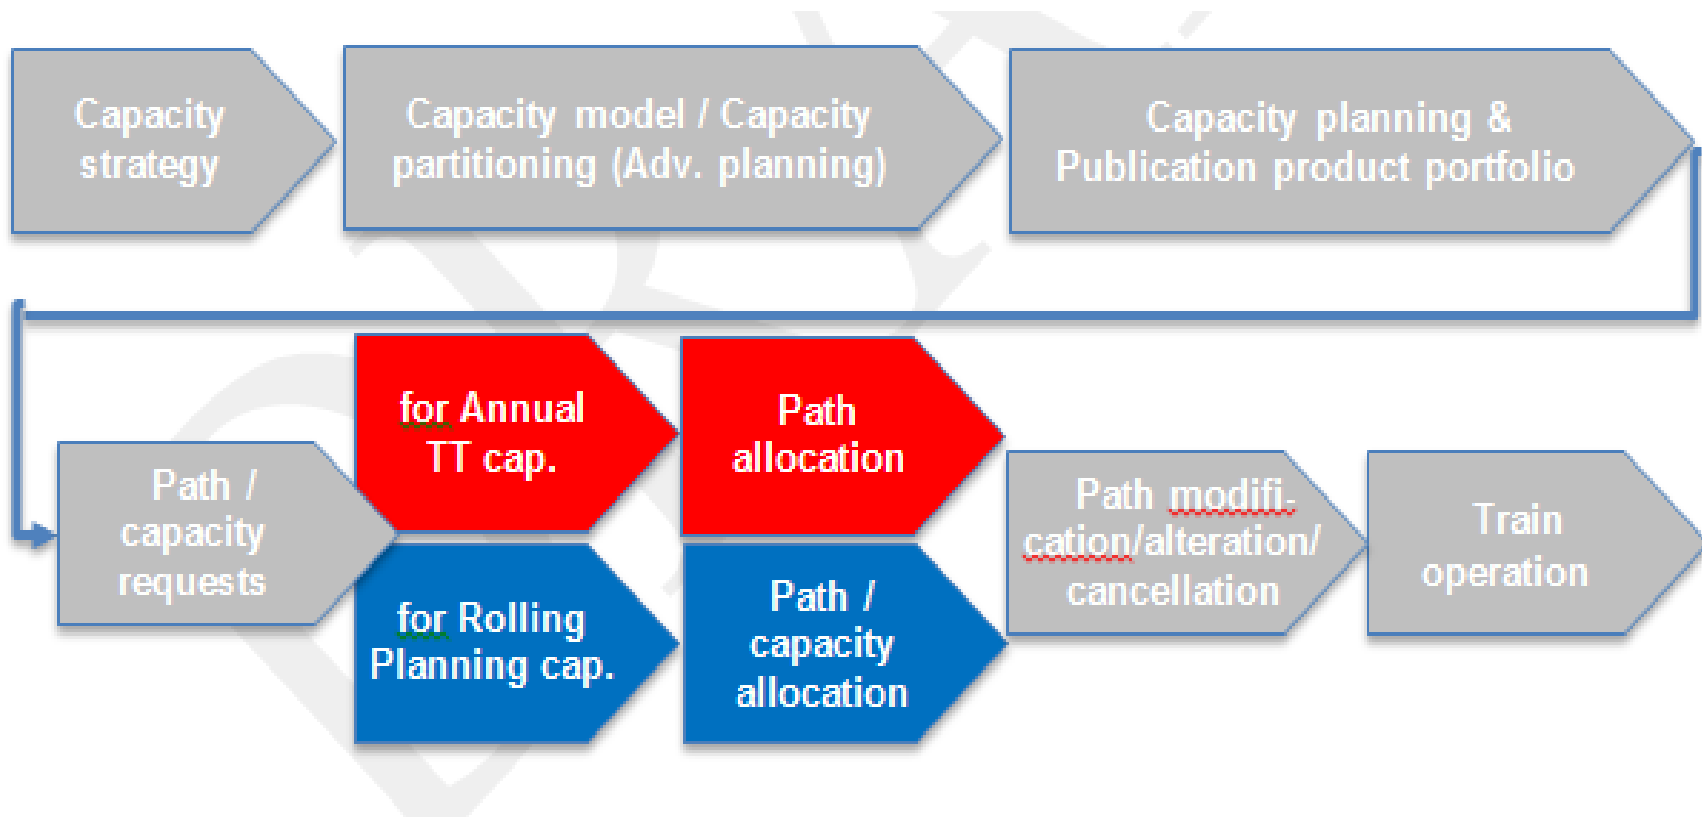 Capacity
strategy
Capacity model / Capacity
partitioning (Adv. planning)
Capacity planning &
Publication product portfolio
Path /
capacity
requests
for Annual
TT cap.
Path
allocation
for Rolling
Planning cap.
Path /
capacity
allocation
Path modifi-
cation/alteration/
cancellation
Train
operation